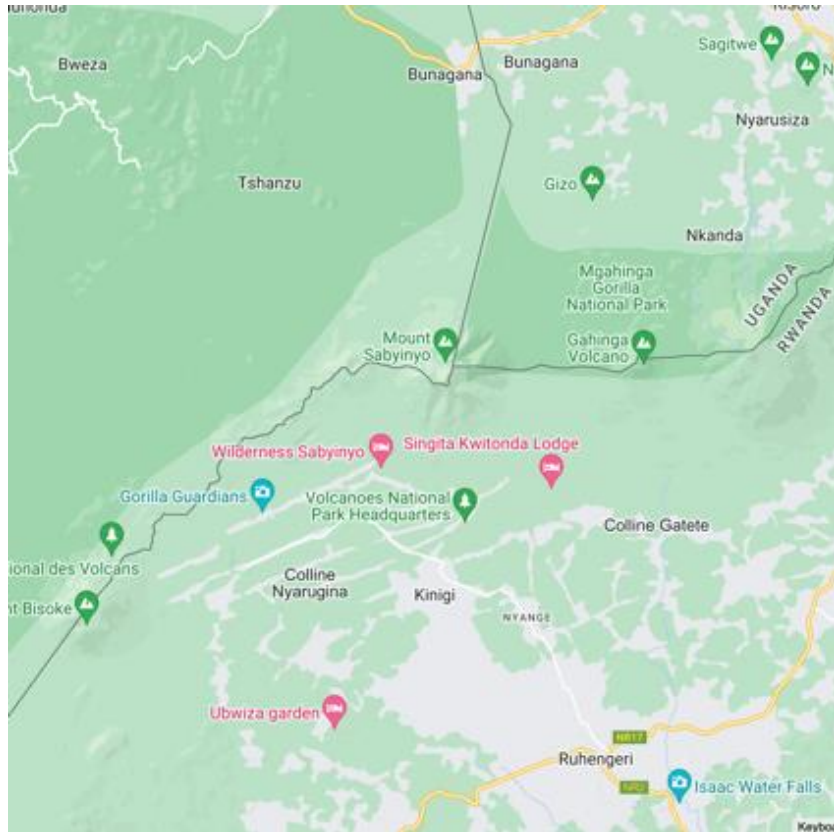 Bweza
Bunagana
Bunagana
Sagitwe
Nyarusiza
Tshanzu
Gizo
Nkanda
Mgahinga
Gorilla
National Park
UGANDA
RWANDA
Mount
Sabyinyo
Gahinga
Volcano
Wilderness Sabyinyo
Singita Kwitonda Lodge
Gorilla Guardians
Volcanoes National
Park Headquarters
Colline Gatete
ional des Volcans
Colline
Nyarugina
Kinigi
nt Bisoke
NYANGE
Ubwiza garden
NR17
Ruhengeri
Isaac Water Falls
Keybo